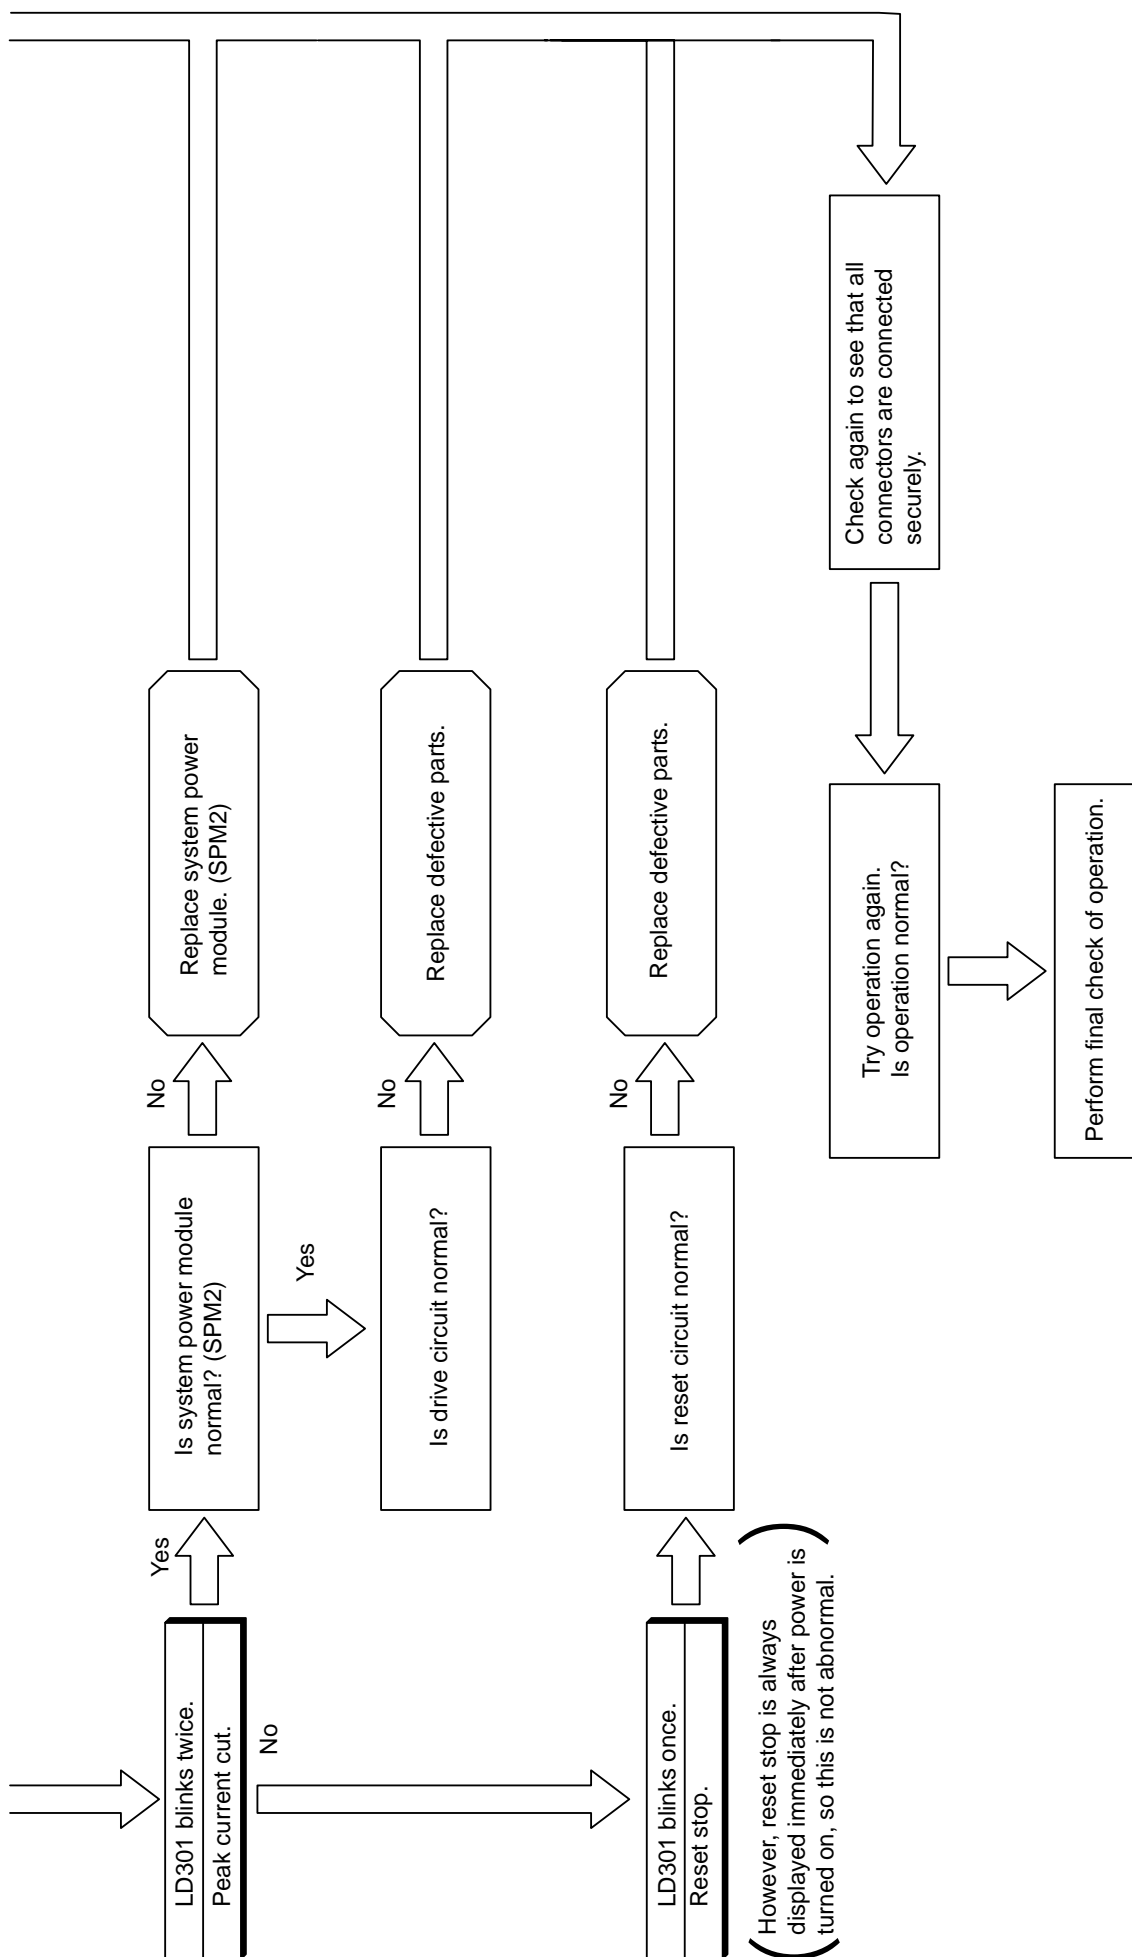 LD301 blinks twice.
Peak current cut.
Yes
Is system power module
normal? (SPM2)
No
Replace system power
module. (SPM2)
Yes
Is drive circuit normal?
No
Replace defective parts.
No
LD301 blinks once.
Reset stop.
Is reset circuit normal?
No
Replace defective parts.
However, reset stop is always
displayed immediately after power is
turned on, so this is not abnormal.
Check again to see that all
connectors are connected
securely.
Try operation again.
Is operation normal?
Perform final check of operation.